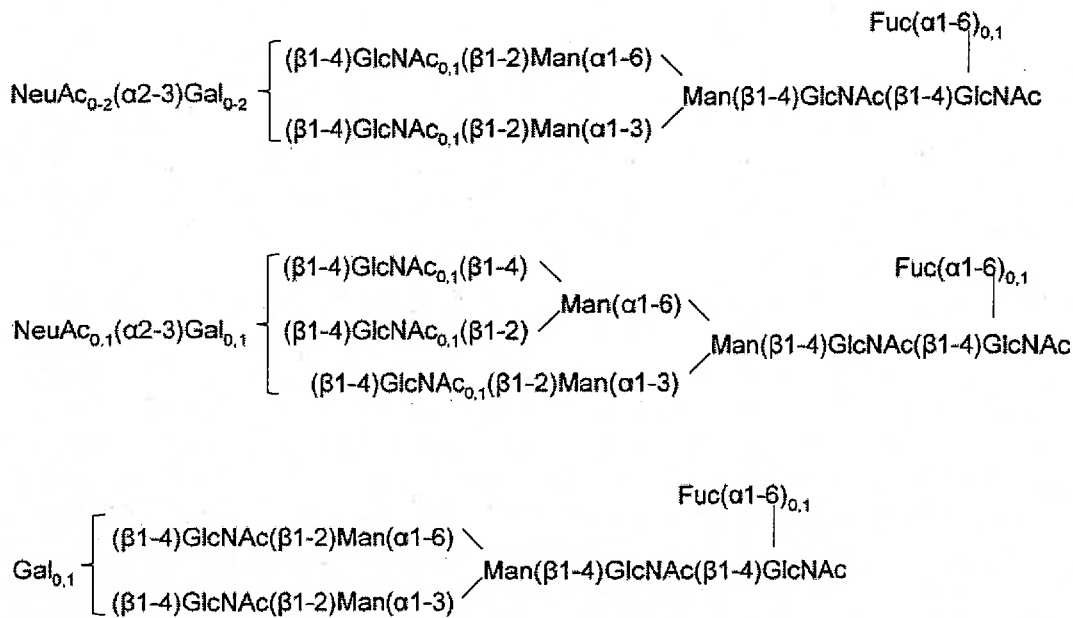 Fuc(α1-6)0,1
(β1-4)GlcNAc0,1(β1-2)Man(α1-6)
NeuAc0-2(α2-3)Gal0-2
Man(β1-4)GlcNAc(β1-4)GlcNAc
(β1-4)GlcNAc0,1(β1-2)Man(α1-3)
Fuc(α1-6)0,1
(β1-4)GlcNAc0,1(β1-4)
Man(α1-6)
NeuAc0,1(α2-3)Gal0,1
(β1-4)GlcNAc0,1(β1-2)
Man(β1-4)GlcNAc(β1-4)GlcNAc
(β1-4)GlcNAc0,1(β1-2)Man(α1-3)
Fuc(α1-6)0,1
(β1-4)GlcNAc(β1-2)Man(α1-6)
Gal0,1
Man(β1-4)GlcNAc(β1-4)GlcNAc
(β1-4)GlcNAc(β1-2)Man(α1-3)